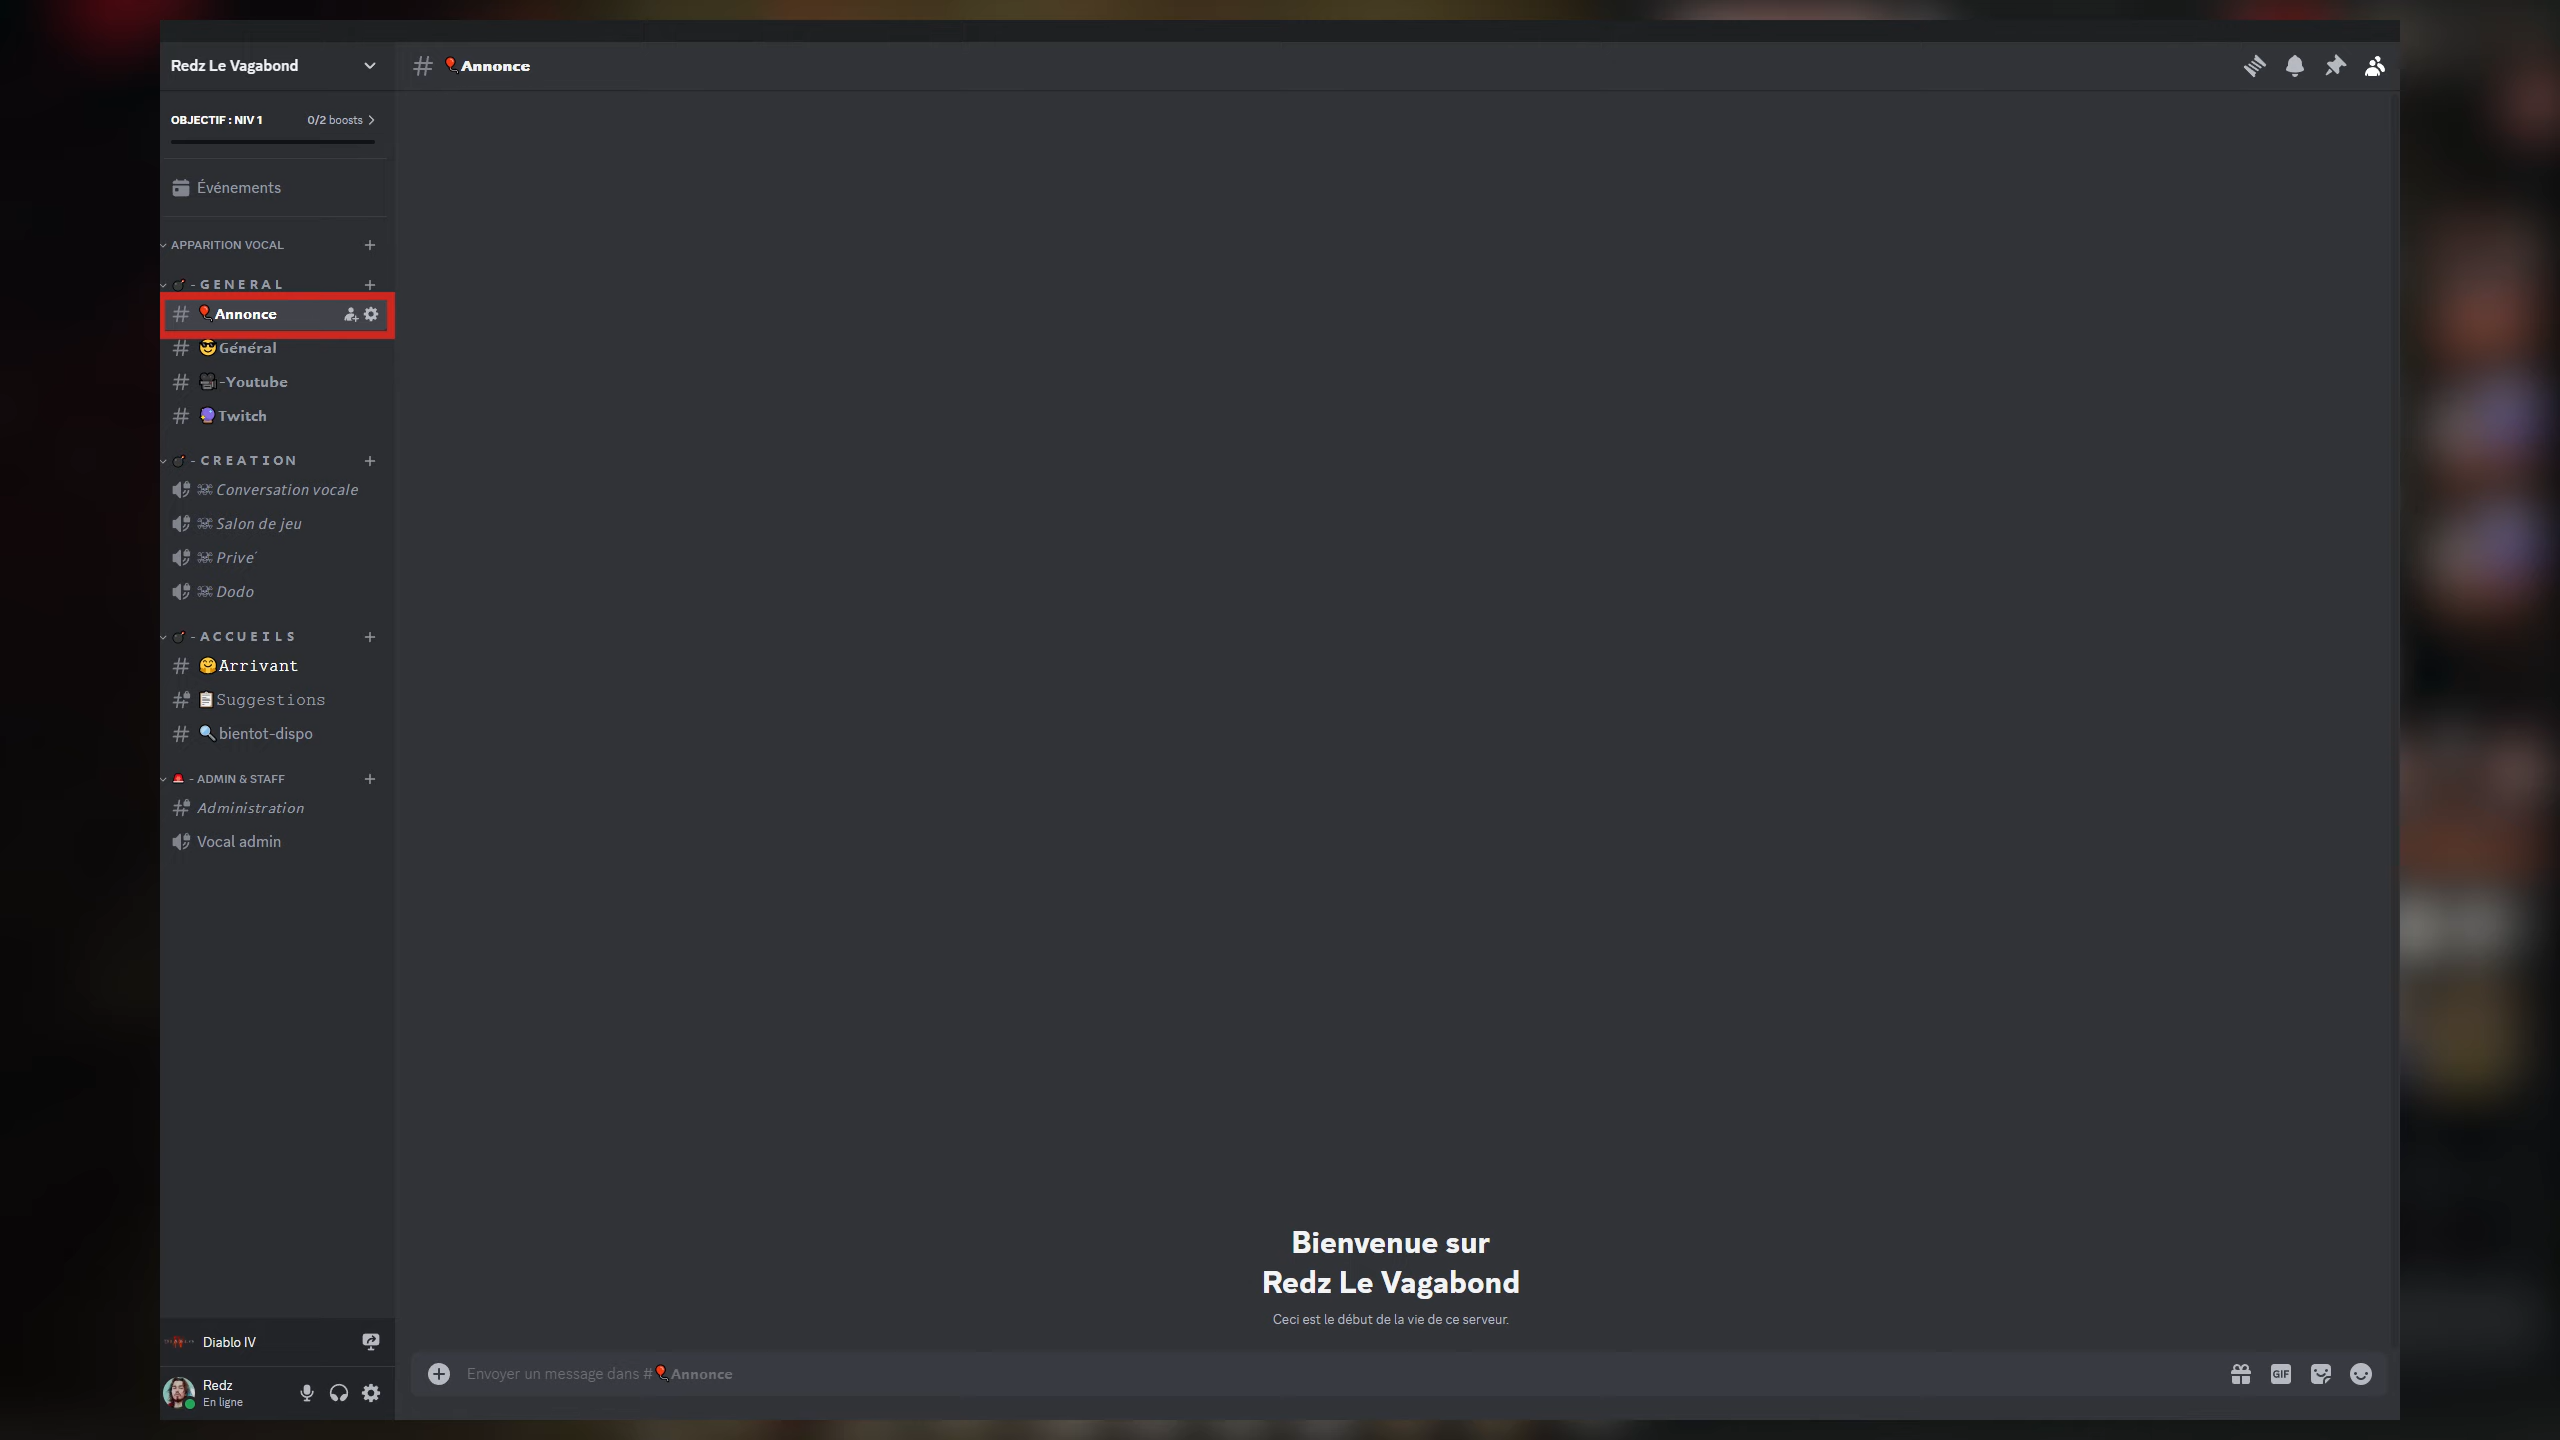 Redz Le Vagabond
# 🎈Annonce
OBJECTIF : NIV 1 0/2 boosts
Événements
APPARITION VOCAL
- G E N E R A L
# 🎈Annonce
# 😎Général
# 🎥-Youtube
# 🔮Twitch
- C R E A T I O N
☠Conversation vocale
☠Salon de jeu
☠Privé
☠Dodo
- A C C U E I L S
# 🤗Arrivant
# 📋Suggestions
# 🔍bientot-dispo
- ADMIN & STAFF
# Administration
Vocal admin
Bienvenue sur
Redz Le Vagabond
Ceci est le début de la vie de ce serveur.
Diablo IV
Envoyer un message dans #🎈Annonce
GIF
Redz
En ligne